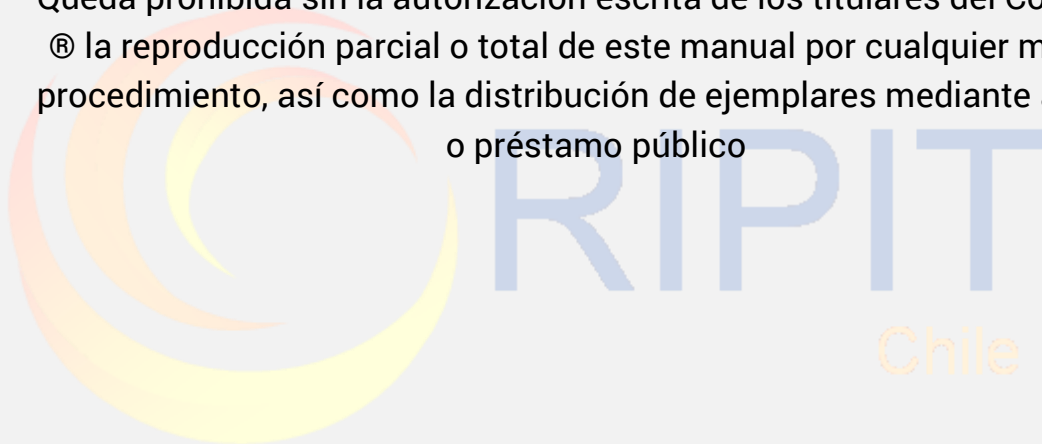 Queda prohibida sin la autorización escrita de los titulares del
® la reproducción parcial o total de este manual por cualquier
procedimiento, así como la distribución de ejemplares mediante
o préstamo público
RIPIT
Chile